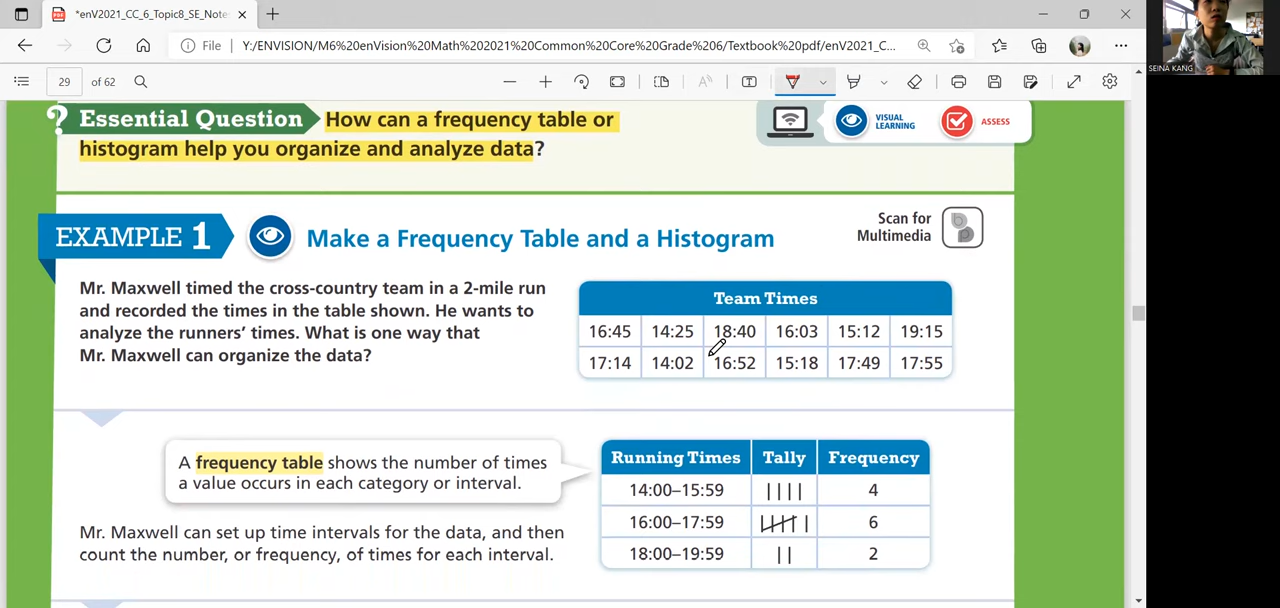 *enV2021_CC_6_Topic8_SE_Note
File
Y:/ENVISION/M6%20enVision%20Math%202021%20Common%20Core%20Grade%206/Textbook%20pdf/enV2021_C...
29 of 62
SEINA KANG
? Essential Question
How can a frequency table or
histogram help you organize and analyze data?
VISUAL
LEARNING
ASSESS
EXAMPLE 1
Make a Frequency Table and a Histogram
Scan for
Multimedia
Mr. Maxwell timed the cross-country team in a 2-mile run
and recorded the times in the table shown. He wants to
analyze the runners' times. What is one way that
Mr. Maxwell can organize the data?
Team Times
16:45 14:25 18:40 16:03 15:12 19:15
17:14 14:02 16:52 15:18 17:49 17:55
A frequency table shows the number of times
a value occurs in each category or interval.
Mr. Maxwell can set up time intervals for the data, and then
count the number, or frequency, of times for each interval.
Running Times Tally Frequency
14:00–15:59 |||| 4
16:00–17:59 6
18:00–19:59 || 2